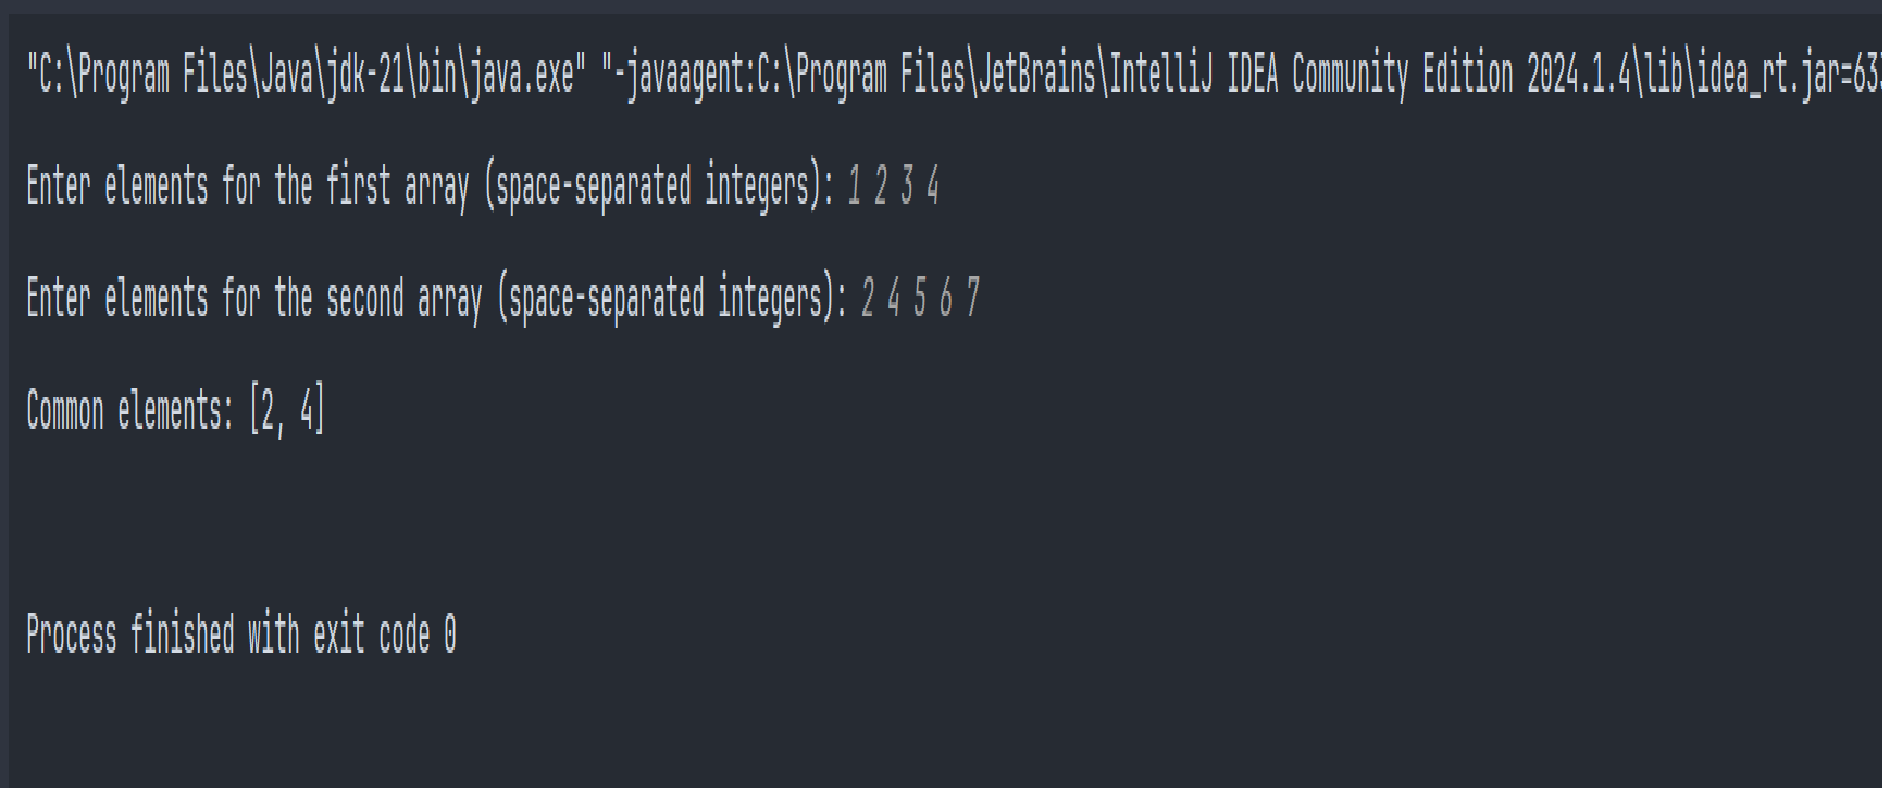 "C:\Program Files\Java\jdk-21\bin\java.exe" "-javaagent:C:\Program Files\JetBrains\IntelliJ IDEA Community Edition 2024.1.4\lib\idea_rt.jar=633
Enter elements for the first array (space-separated integers): 1 2 3 4
Enter elements for the second array (space-separated integers): 2 4 5 6 7
Common elements: [2, 4]
Process finished with exit code 0